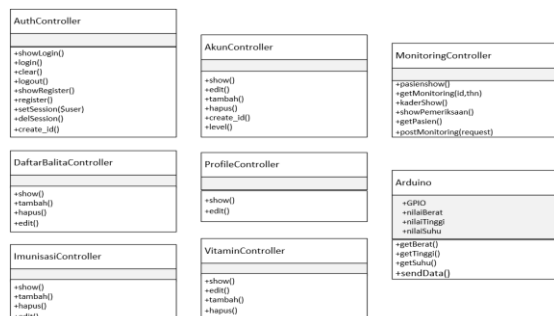 AuthController
+showLogin()
+login()
+clear()
+logout()
+showRegister()
+register()
+setSession($user)
+delSession()
+create_id()
AkunController
+show()
+edit()
+tambah()
+hapus()
+create_id()
+level()
MonitoringController
+pasienshow()
+getMonitoring(id,thn)
+kaderShow()
+showPemeriksaan()
+getPasien()
+postMonitoring(request)
DaftarBalitaController
+show()
+tambah()
+hapus()
+edit()
ProfileController
+show()
+edit()
Arduino
+GPIO
+nilaiBerat
+nilaiTinggi
+nilaiSuhu
+getBerat()
+getTinggi()
+getSuhu()
+sendData()
ImunisasiController
+show()
+tambah()
+hapus()
+edit()
VitaminController
+show()
+edit()
+tambah()
+hapus()